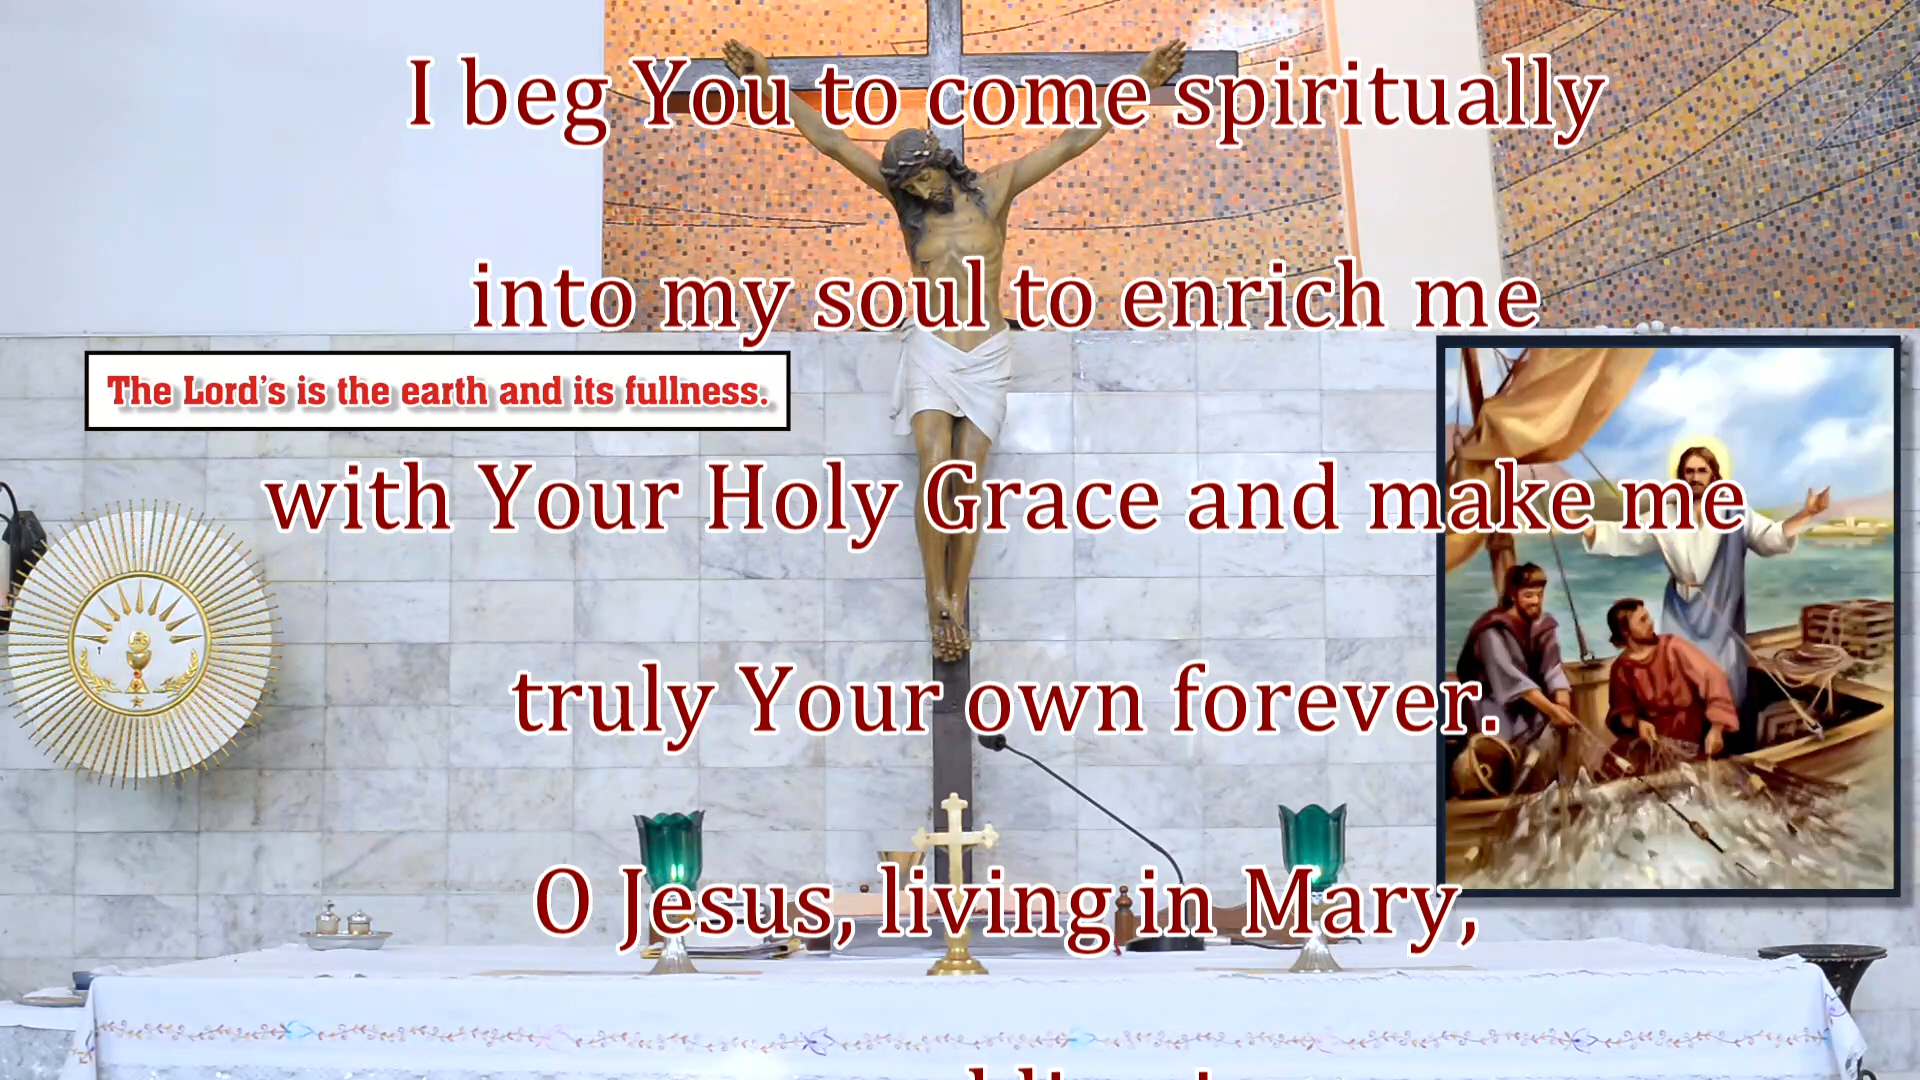 I beg You to come spiritually
into my soul to enrich me
The Lord's is the earth and its fullness.
with Your Holy Grace and make me
truly Your own forever.
O Jesus, living in Mary,